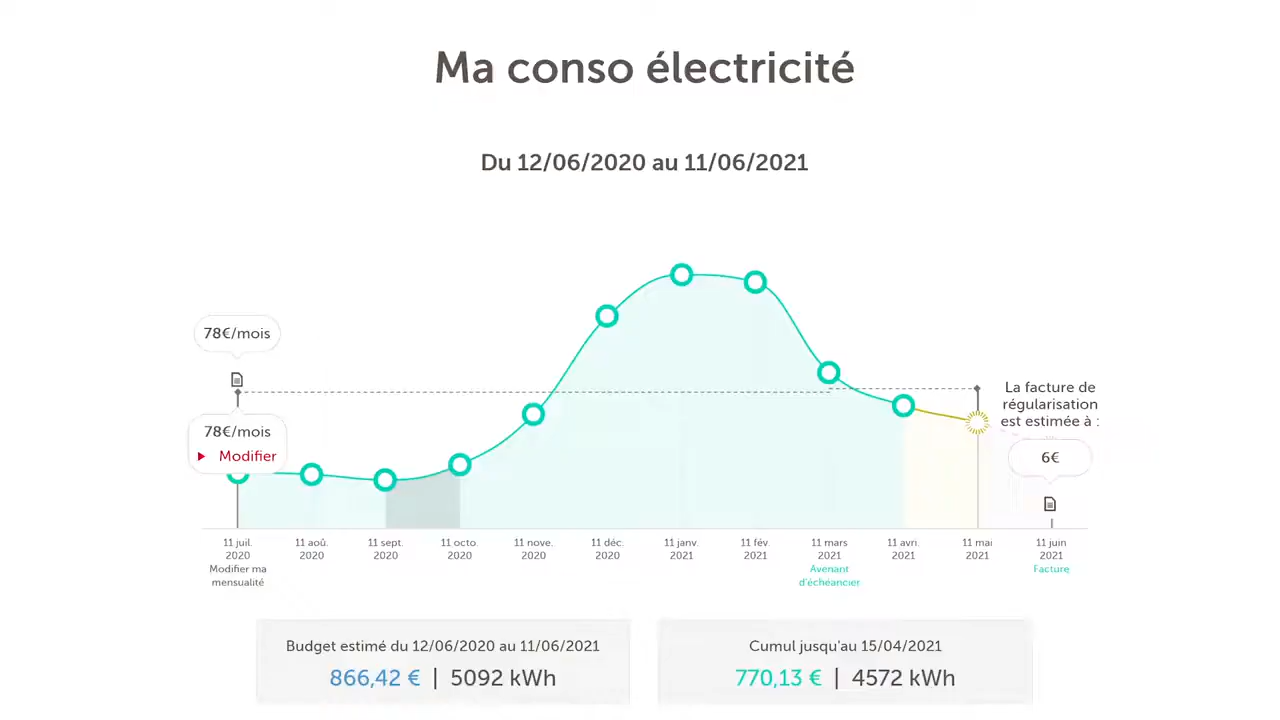 Ma conso électricité
Du 12/06/2020 au 11/06/2021
78€/mois
78€/mois
Modifier
La facture de
régularisation
est estimée à :
6€
11 juil.
2020
Modifier ma
mensualité
11 aoû.
2020
11 sept.
2020
11 octo.
2020
11 nove.
2020
11 déc.
2020
11 janv.
2021
11 fév.
2021
11 mars
2021
Avenant
d'échéancier
11 avri.
2021
11 mai
2021
11 juin
2021
Facture
Budget estimé du 12/06/2020 au 11/06/2021
866,42 € | 5092 kWh
Cumul jusqu'au 15/04/2021
770,13 € | 4572 kWh